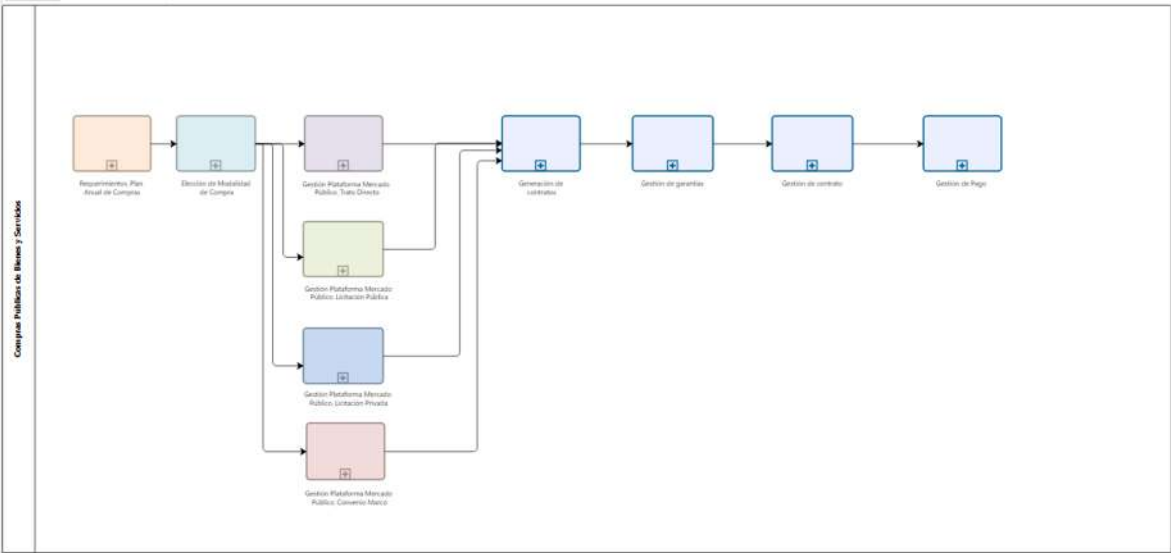 Compras Públicas de Bienes y Servicios
Requerimientos, Plan
Anual de Compras
Elección de Modalidad
de Compra
Gestión Plataforma Mercado
Público, Trato Directo
Generación de
contratos
Gestión de garantías
Gestión de contrato
Gestión de Pago
Gestión Plataforma Mercado
Público, Licitación Pública
Gestión Plataforma Mercado
Público, Licitación Privada
Gestión Plataforma Mercado
Público, Convenio Marco